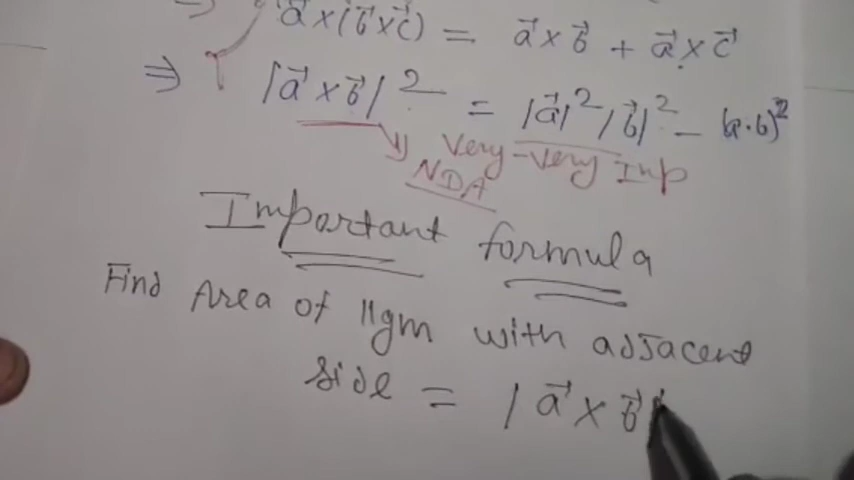 ⇒ a⃗ × (b⃗ × c⃗) = a⃗ × b⃗ + a⃗ × c⃗
⇒ |a⃗ × b⃗|² = |a⃗|² |b⃗|² - (a·b)²
Very-Very Imp
NDA
Important formula
Find Area of ||gm with adjacent
side = |a⃗ × b⃗|